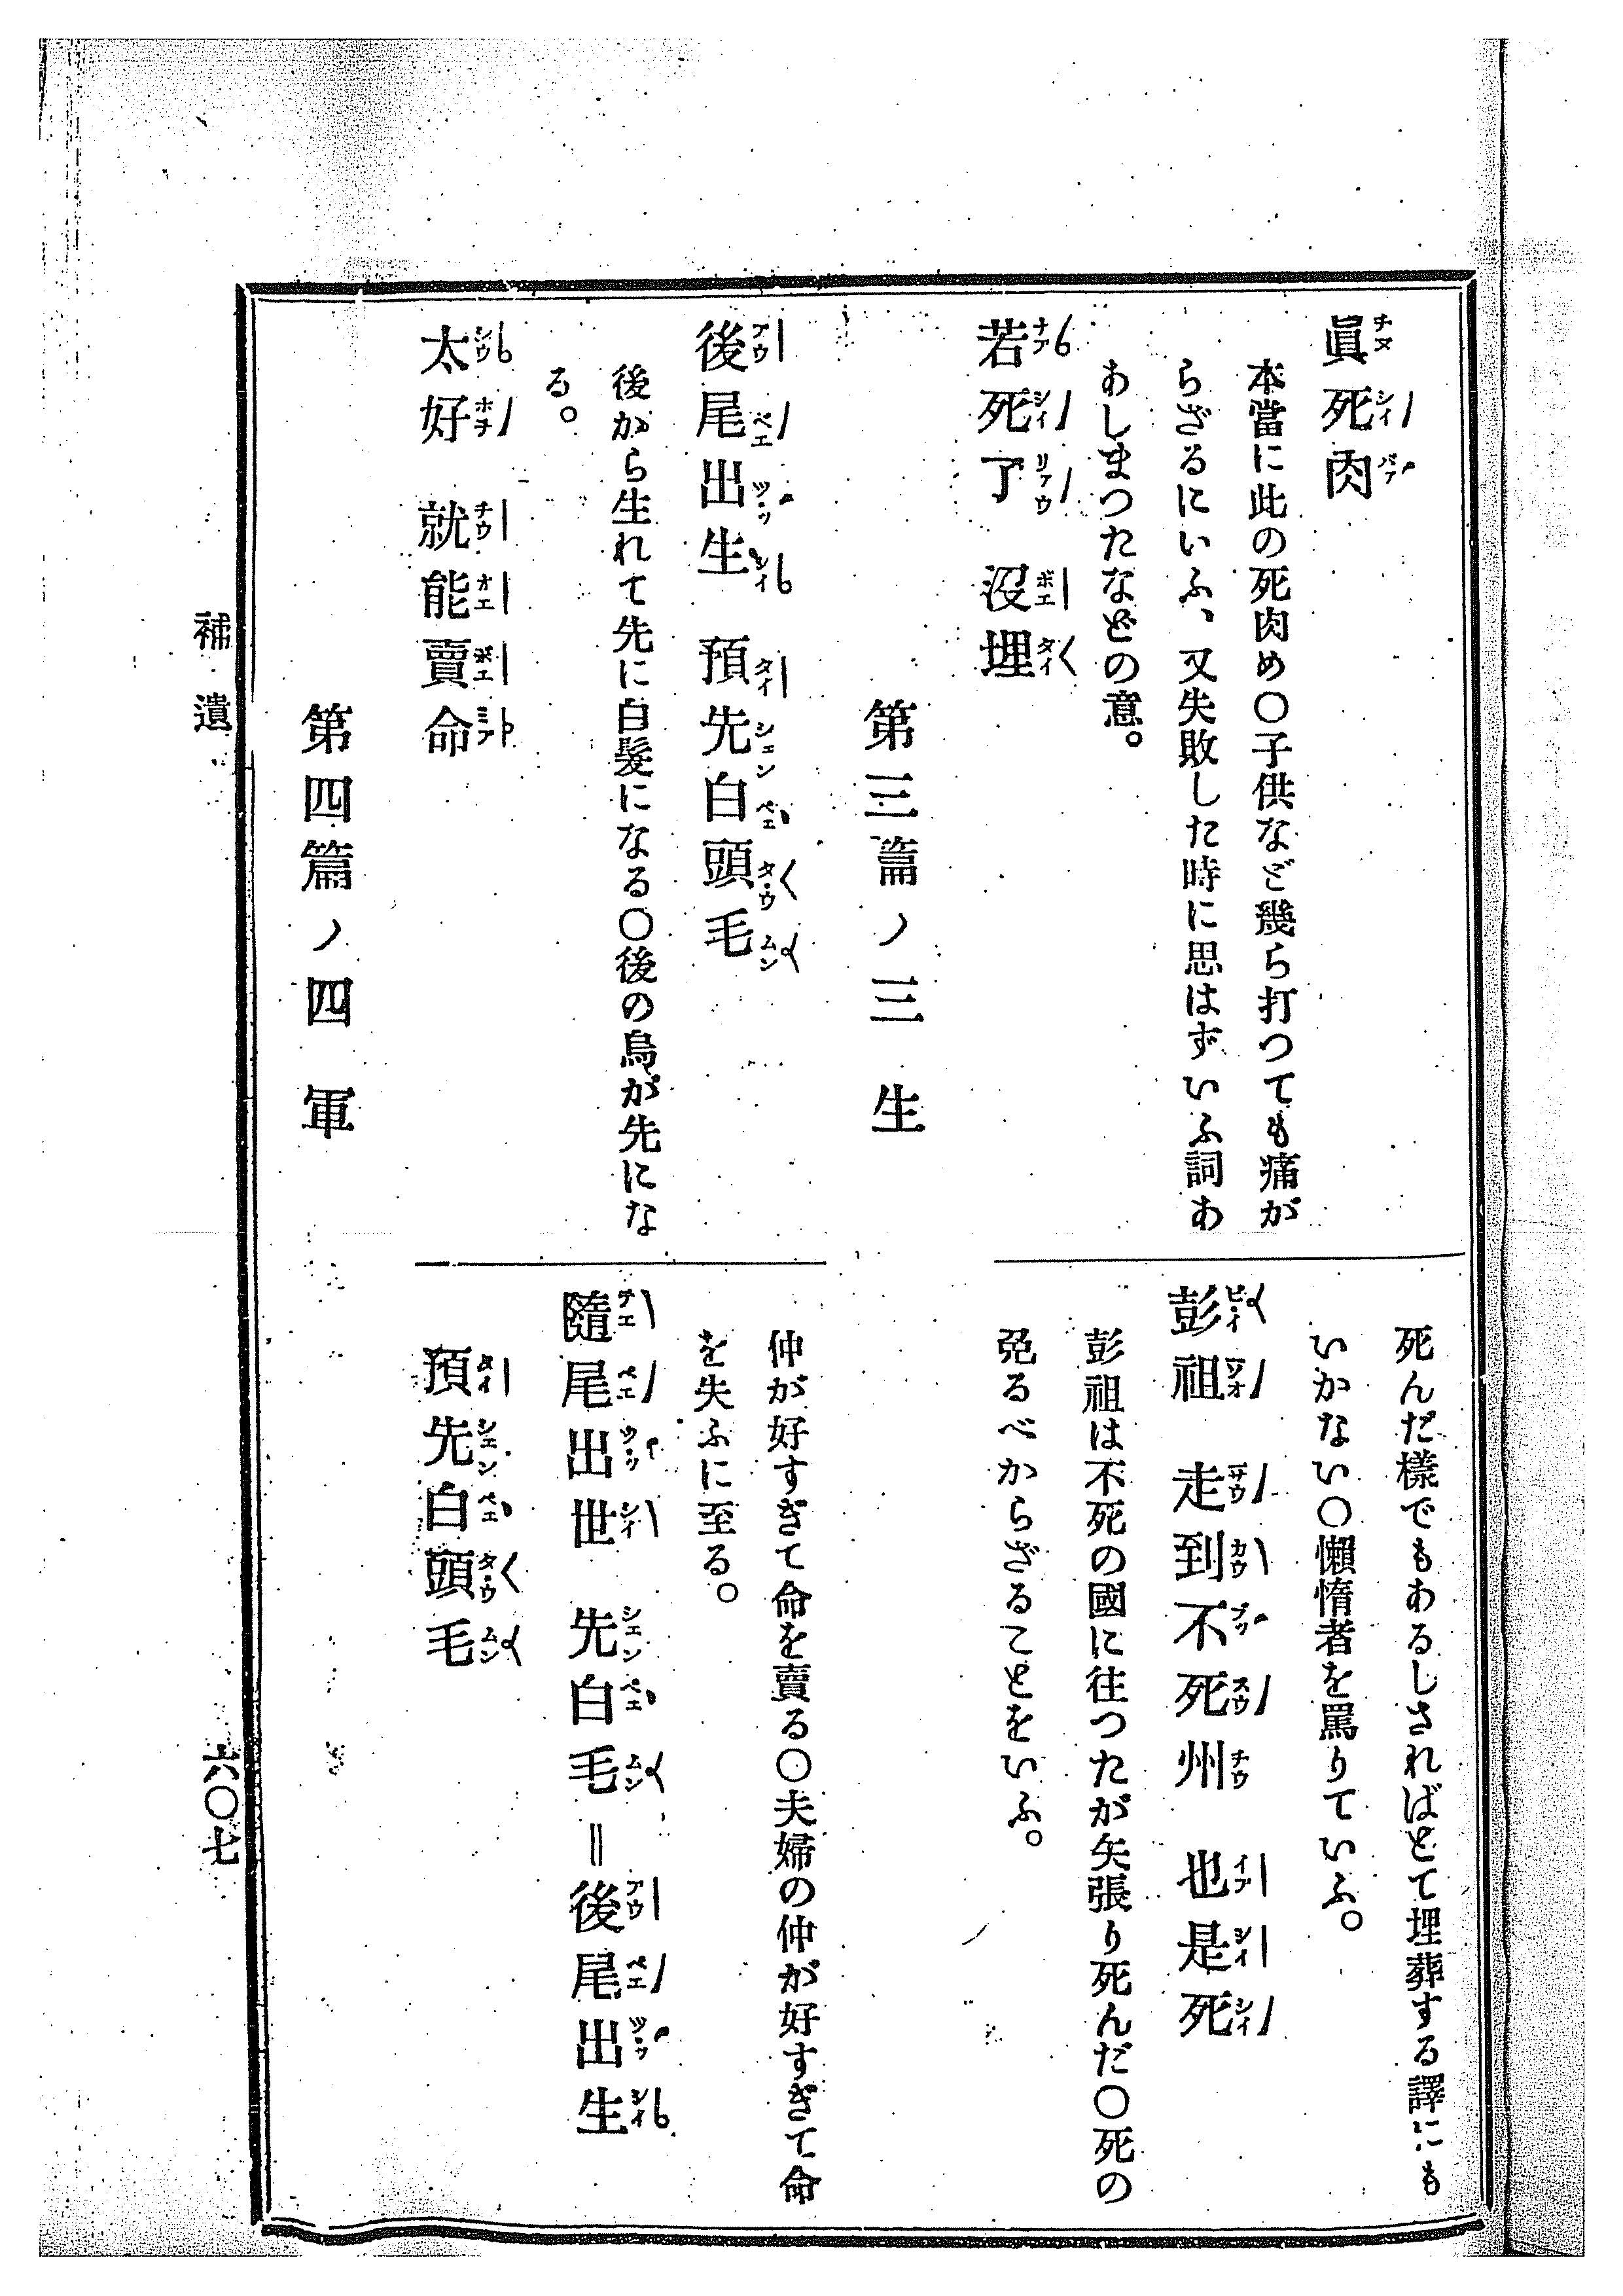 眞死肉
本當に此の死肉め〇子供など幾ら打つても痛が
らざるにいふ、又失敗した時に思はずいふ詞あ
あしまつたなどの意。
若死了　沒埋
死んだ樣でもあるしさればとて埋葬する譯にも
いかない〇懶惰者を罵りていふ。
彭祖　走到不死州　也是死
彭祖は不死の國に往つたが矢張り死んだ〇死の
免るべからざることをいふ。
第三篇ノ三　生
後尾出生　預先白頭毛
後から生れて先に白髮になる〇後の烏が先にな
る。
太好　就能賣命
仲が好すぎて命を賣る〇夫婦の仲が好すぎて命
を失ふに至る。
隨尾出世　先白毛＝後尾出生
預先白頭毛
第四篇ノ四　軍
補遺
六〇七